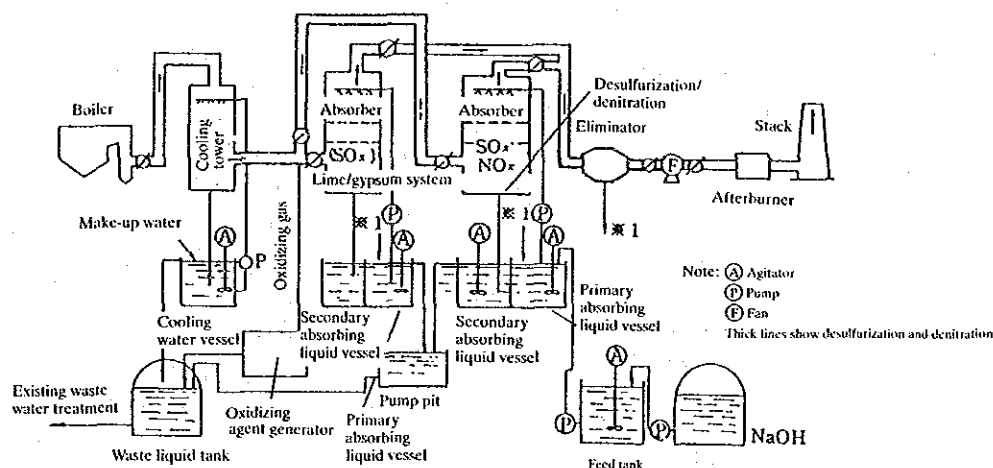 Desulfurization/
denitration
Boiler
Absorber
Absorber
Eliminator
Stack
Cooling
tower
(SOx)
SOx
NOx
F
Lime/gypsum system
Afterburner
※ 1
P
※ 1
P
※ 1
Make-up water
A
A
A
A
Oxidizing gas
P
Note: A Agitator
P Pump
F Fan
Thick lines show desulfurization and denitration
Cooling
water vessel
Secondary
absorbing
liquid vessel
Secondary
absorbing
liquid vessel
Primary
absorbing
liquid vessel
A
Existing waste
water treatment
Oxidizing
agent generator
Pump pit
Primary
absorbing
liquid vessel
P
P
NaOH
Waste liquid tank
Feed tank